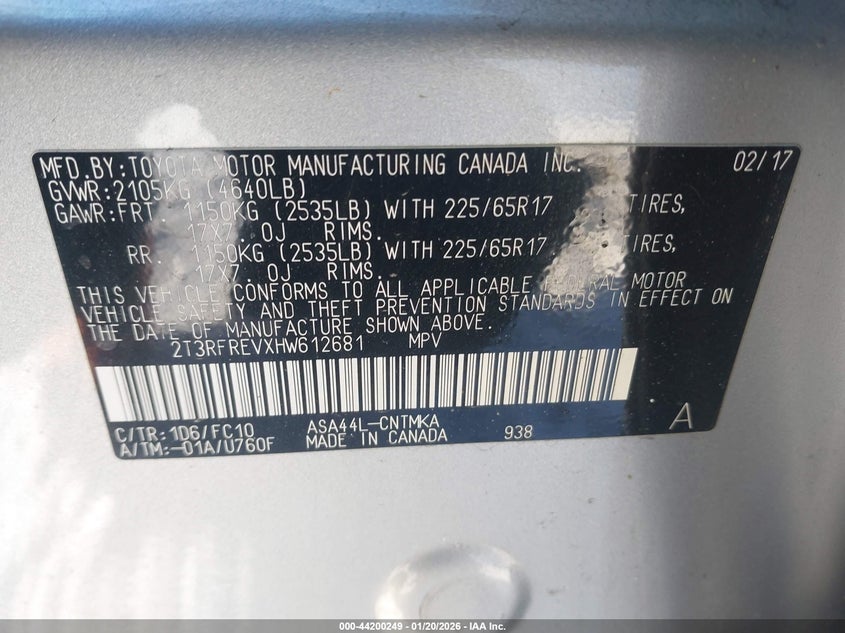 MFD.BY:TOYOTA MOTOR MANUFACTURING CANADA INC. 02/17
GVWR:2105KG (4640LB)
GAWR:FRT. 1150KG (2535LB) WITH 225/65R17 TIRES,
17X7.0J RIMS.
RR. 1150KG (2535LB) WITH 225/65R17 TIRES,
17X7.0J RIMS.
THIS VEHICLE CONFORMS TO ALL APPLICABLE FEDERAL MOTOR
VEHICLE SAFETY AND THEFT PREVENTION STANDARDS IN EFFECT ON
THE DATE OF MANUFACTURE SHOWN ABOVE.
2T3RFREVXHW612681 MPV
C/TR:1D6/FC10 ASA44L-CNTMKA A
A/TM:-01A/U760F MADE IN CANADA 938
000-44200249 - 01/20/2026 - IAA Inc.